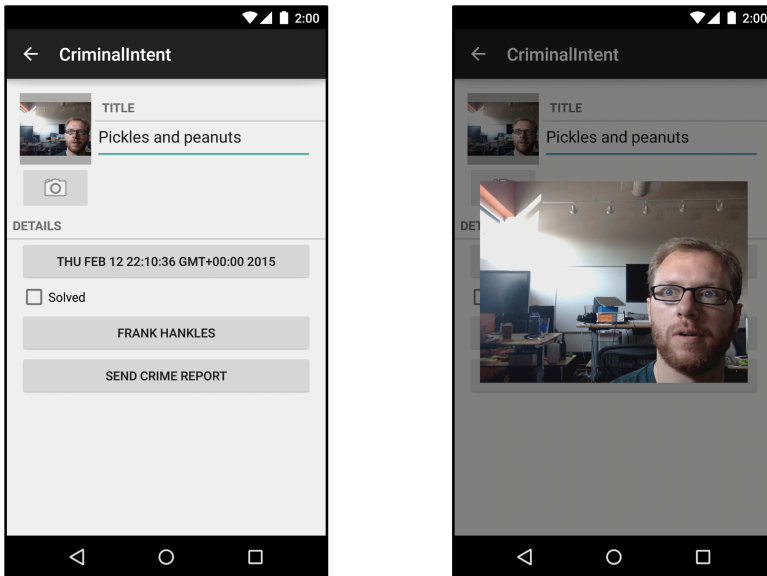 2:00
CriminalIntent
TITLE
Pickles and peanuts
DETAILS
THU FEB 12 22:10:36 GMT+00:00 2015
Solved
FRANK HANKLES
SEND CRIME REPORT
2:00
CriminalIntent
TITLE
Pickles and peanuts
DET